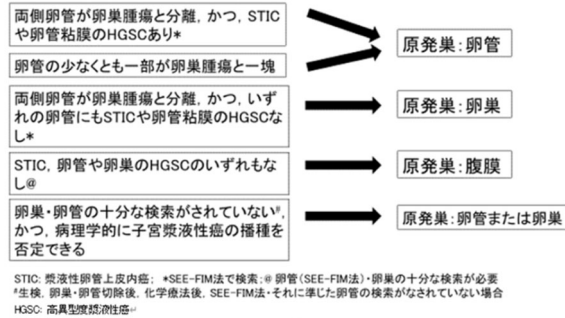 両側卵管が卵巣腫瘍と分離，かつ，STIC
や卵管粘膜のHGSCあり*
原発巣：卵管
卵管の少なくとも一部が卵巣腫瘍と一塊
両側卵管が卵巣腫瘍と分離，かつ，いず
れの卵管にもSTICや卵管粘膜のHGSCな
し*
原発巣：卵巣
STIC，卵管や卵巣のHGSCのいずれもな
し@
原発巣：腹膜
卵巣・卵管の十分な検索がされていない#，
かつ，病理学的に子宮漿液性癌の播種を
否定できる
原発巣：卵管または卵巣
STIC: 漿液性卵管上皮内癌； *SEE-FIM法で検索；@ 卵管（SEE-FIM法）・卵巣の十分な検索が必要
#生検，卵巣・卵管切除後，化学療法後，SEE-FIM法・それに準じた卵管の検索がなされていない場合
HGSC: 高異型度漿液性癌